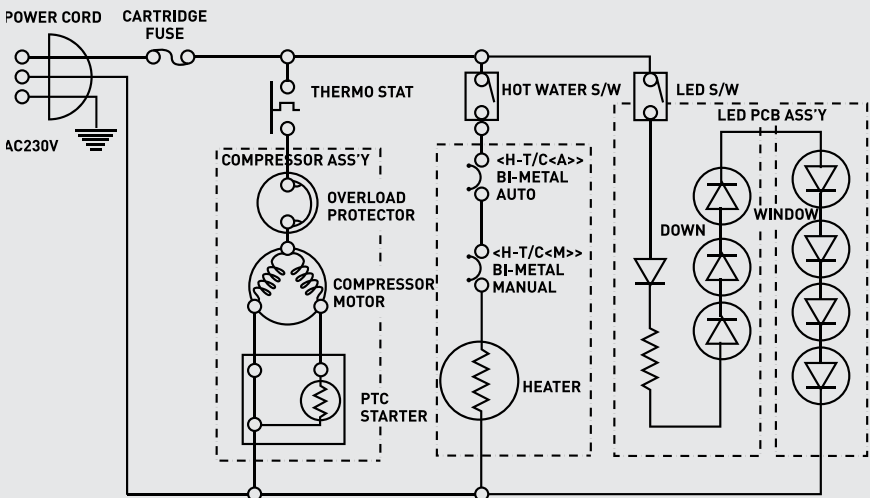 POWER CORD
CARTRIDGE
FUSE
AC230V
THERMO STAT
HOT WATER S/W
LED S/W
LED PCB ASS'Y
COMPRESSOR ASS'Y
OVERLOAD
PROTECTOR
COMPRESSOR
MOTOR
PTC
STARTER
<H-T/C<A>>
BI-METAL
AUTO
<H-T/C<M>>
BI-METAL
MANUAL
HEATER
DOWN
WINDOW